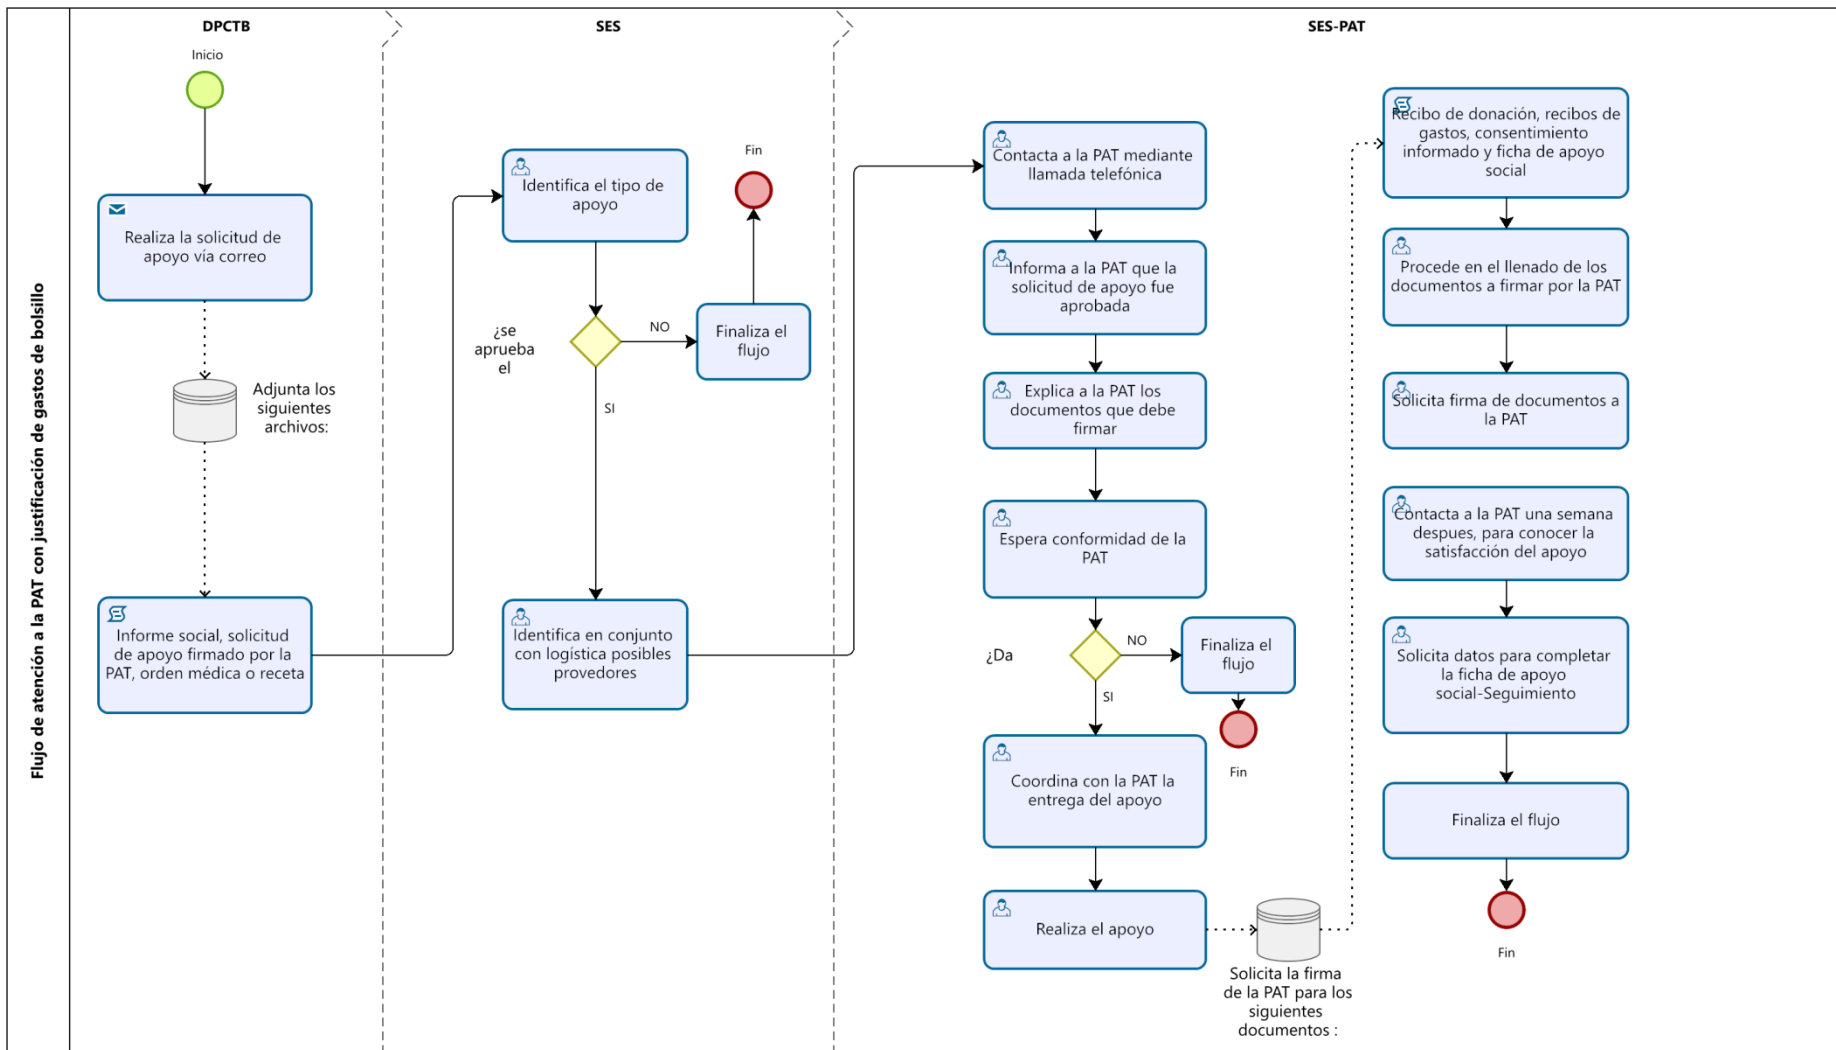 Flujo de atención a la PAT con justificación de gastos de bolsillo
DPCTB
Inicio
Realiza la solicitud de
apoyo vía correo
Adjunta los
siguientes
archivos:
Informe social, solicitud
de apoyo firmado por la
PAT, orden médica o receta
SES
Identifica el tipo de
apoyo
Fin
¿se
aprueba
el
NO
Finaliza el
flujo
SI
Identifica en conjunto
con logística posibles
provedores
SES-PAT
Contacta a la PAT mediante
llamada telefónica
Informa a la PAT que la
solicitud de apoyo fue
aprobada
Explica a la PAT los
documentos que debe
firmar
Espera conformidad de la
PAT
¿Da
NO
Finaliza el
flujo
SI
Fin
Coordina con la PAT la
entrega del apoyo
Realiza el apoyo
Solicita la firma
de la PAT para los
siguientes
documentos :
Recibo de donación, recibos de
gastos, consentimiento
informado y ficha de apoyo
social
Procede en el llenado de los
documentos a firmar por la PAT
Solicita firma de documentos a
la PAT
Contacta a la PAT una semana
despues, para conocer la
satisfacción del apoyo
Solicita datos para completar
la ficha de apoyo
social-Seguimiento
Finaliza el flujo
Fin